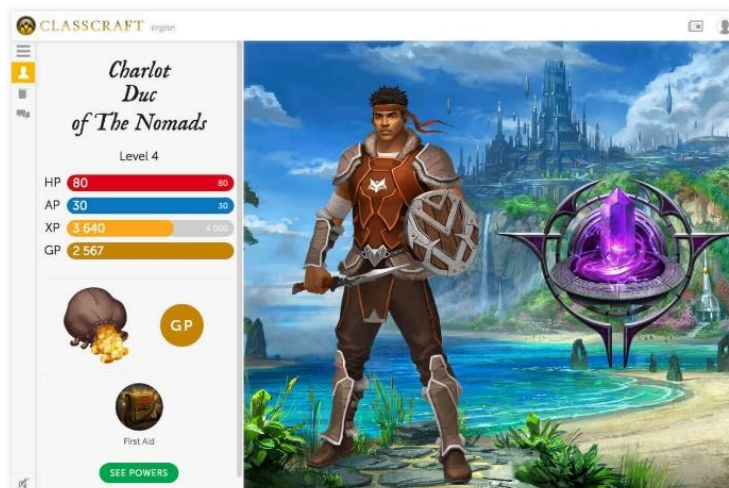 CLASSCRAFT English
Charlot
Duc
of The Nomads
Level 4
HP 80 80
AP 30 30
XP 3 640 4 000
GP 2 567
GP
First Aid
SEE POWERS